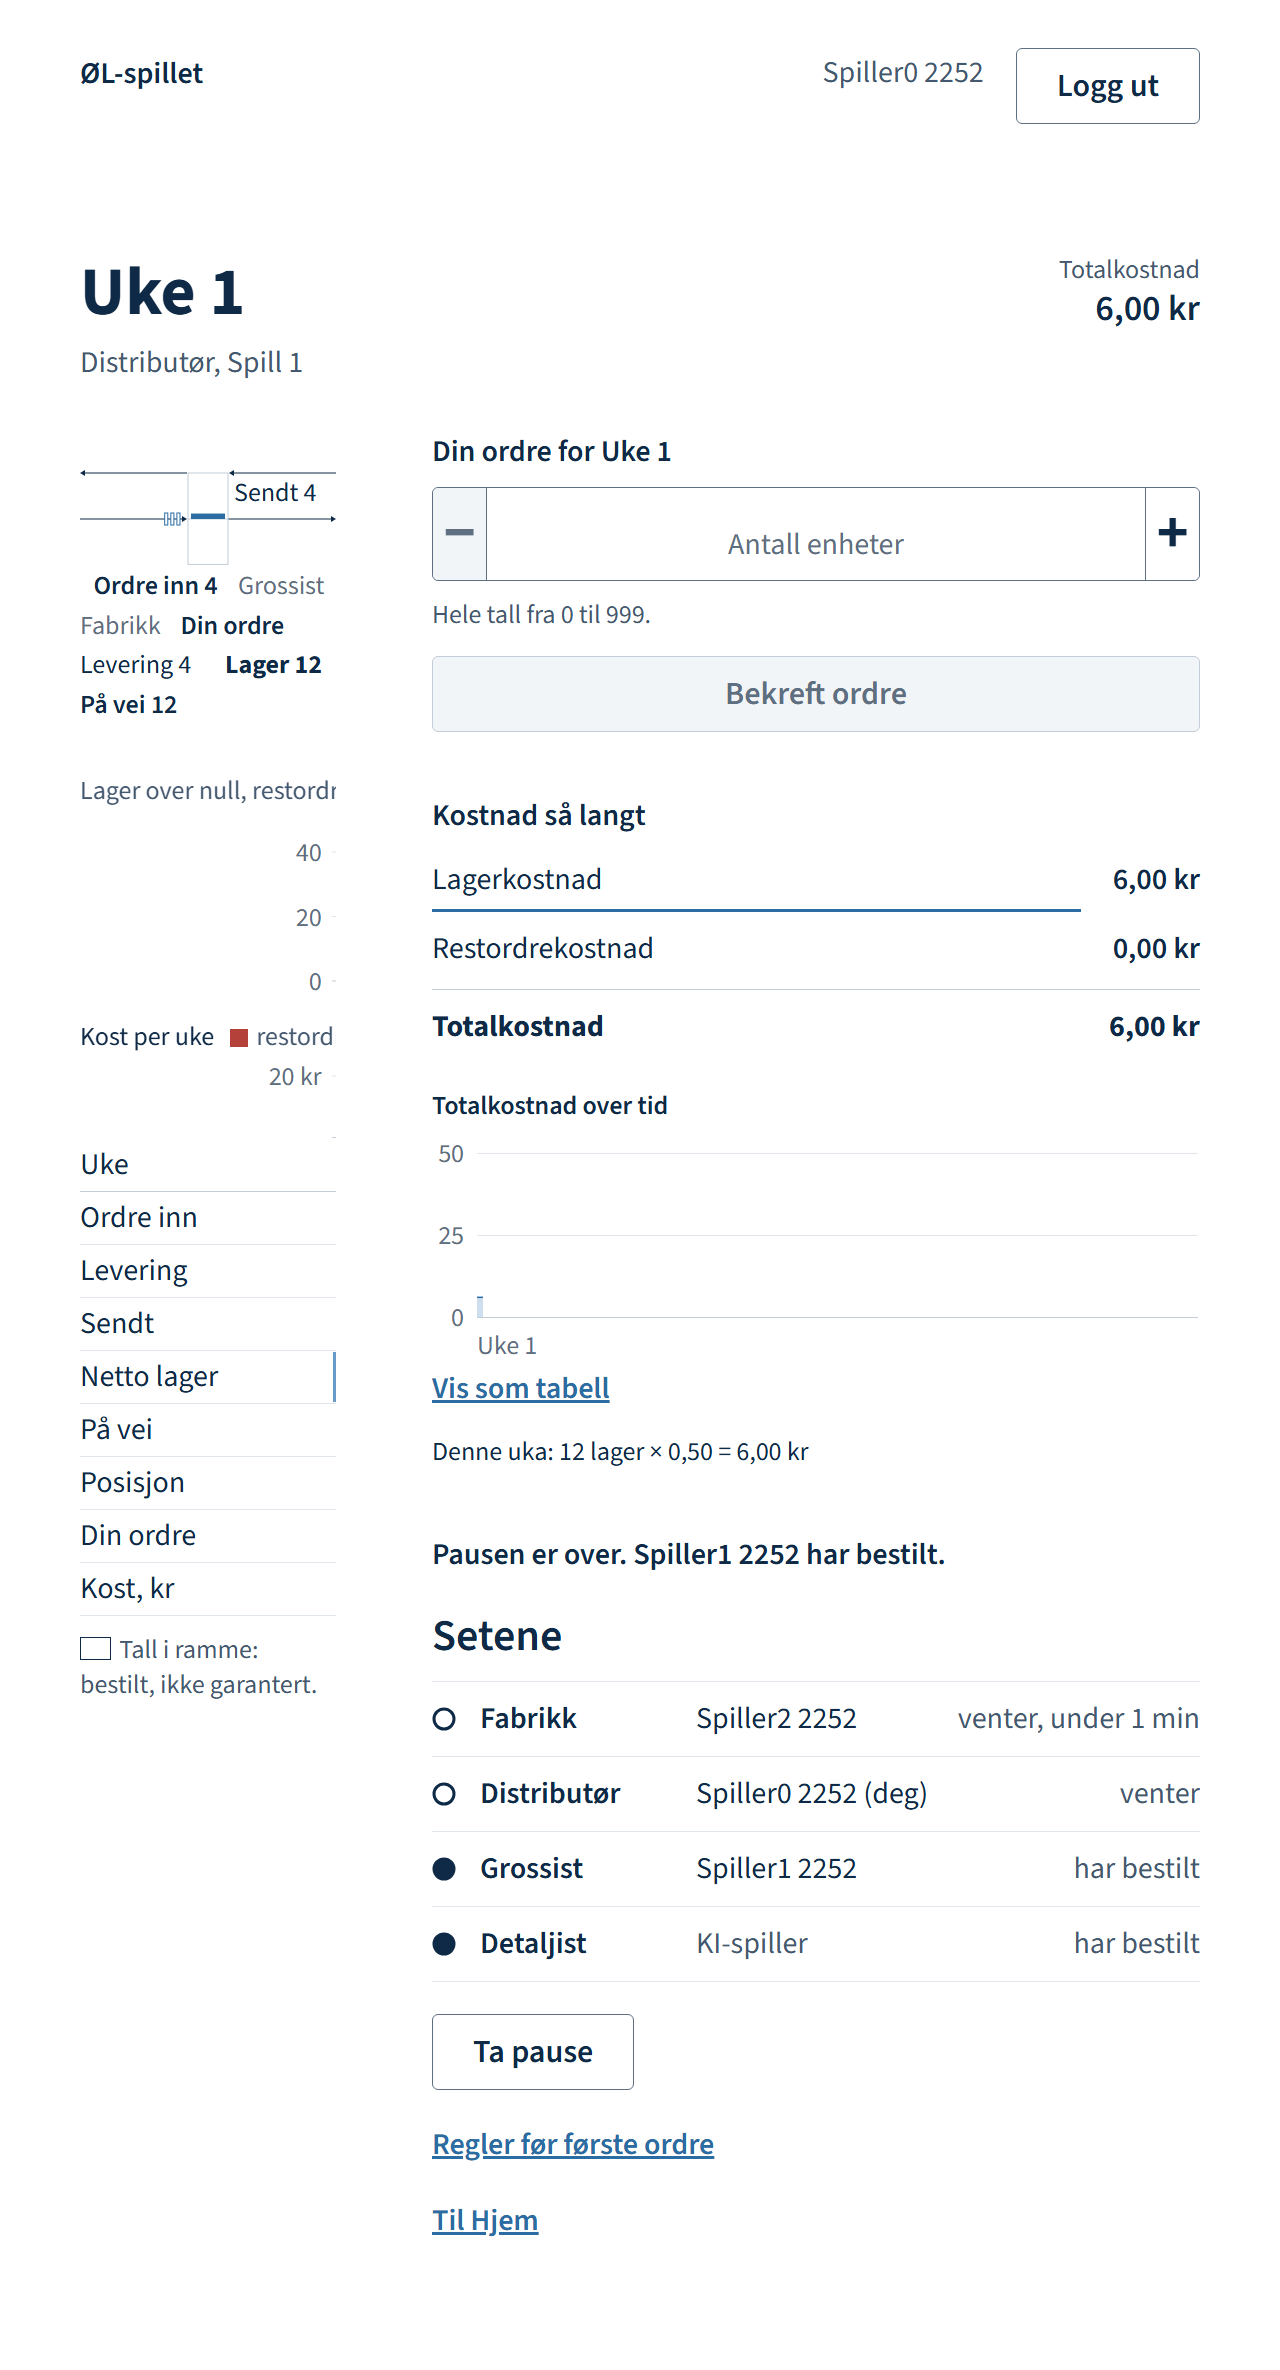 ØL-spillet
Spiller0 2252
Logg ut
Uke 1
Totalkostnad
6,00 kr
Distributør, Spill 1
Sendt 4
Ordre inn 4 Grossist
Fabrikk Din ordre
Levering 4 Lager 12
På vei 12
Lager over null, restordr
40
20
0
Kost per uke restord
20 kr
Uke
Ordre inn
Levering
Sendt
Netto lager
På vei
Posisjon
Din ordre
Kost, kr
Tall i ramme:
bestilt, ikke garantert.
Din ordre for Uke 1
− Antall enheter +
Hele tall fra 0 til 999.
Bekreft ordre
Kostnad så langt
Lagerkostnad 6,00 kr
Restordrekostnad 0,00 kr
Totalkostnad 6,00 kr
Totalkostnad over tid
50
25
0
Uke 1
Vis som tabell
Denne uka: 12 lager × 0,50 = 6,00 kr
Pausen er over. Spiller1 2252 har bestilt.
Setene
Fabrikk Spiller2 2252 venter, under 1 min
Distributør Spiller0 2252 (deg) venter
Grossist Spiller1 2252 har bestilt
Detaljist KI-spiller har bestilt
Ta pause
Regler før første ordre
Til Hjem